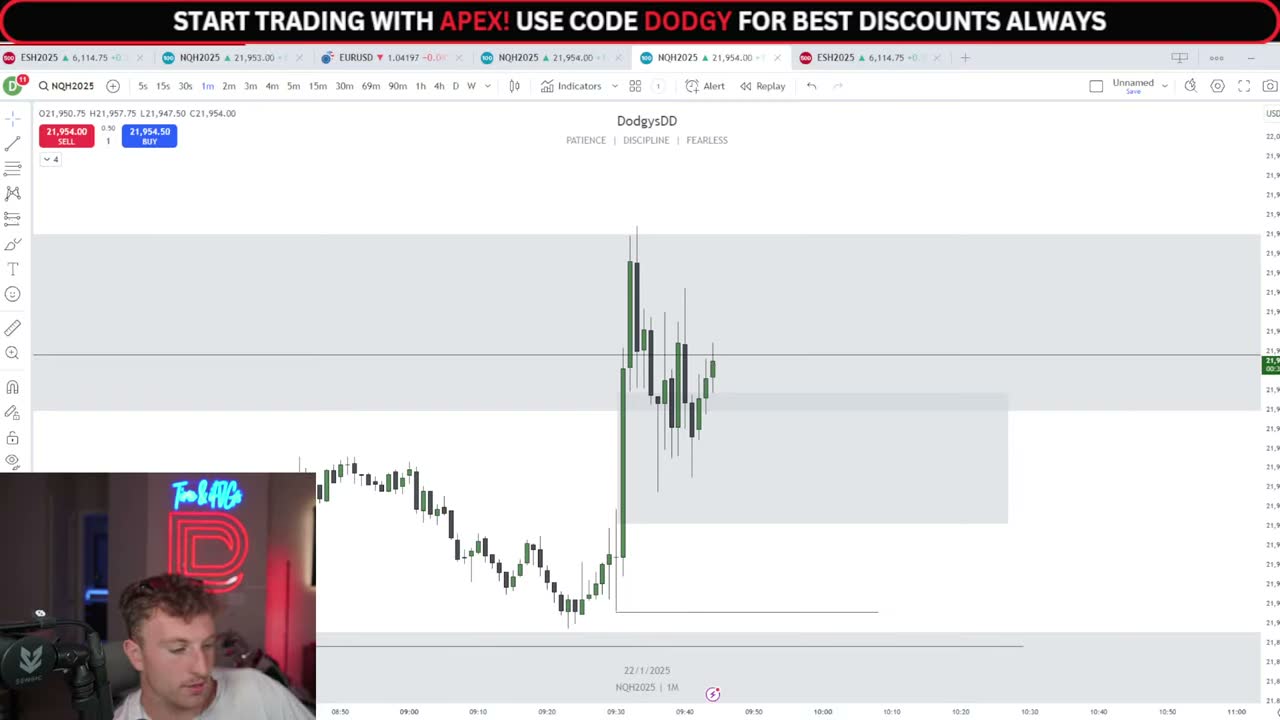 START TRADING WITH APEX! USE CODE DODGY FOR BEST DISCOUNTS ALWAYS
ESH2025 6,114.75 NQH2025 21,953.00 EURUSD 1.04197 NQH2025 21,954.00 NQH2025 21,954.00 ESH2025 6,114.75
D 11 NQH2025 5s 15s 30s 1m 2m 3m 4m 5m 15m 30m 69m 90m 1h 4h D W Indicators 1 Alert Replay Unnamed
Save
O21,950.75 H21,957.75 L21,947.50 C21,954.00
21,954.00 0.50 21,954.50
SELL 1 BUY
4
DodgysDD
PATIENCE | DISCIPLINE | FEARLESS
22/1/2025
NQH2025 | 1M
08:50 09:00 09:10 09:20 09:30 09:40 09:50 10:00 10:10 10:20 10:30 10:40 10:50 11:00